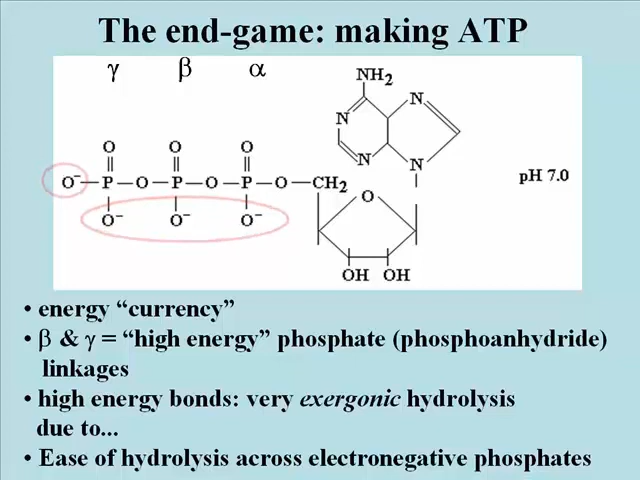 The end-game: making ATP
γ β α
NH₂
N N
O O O
N N
O⁻ P O P O P O CH₂ pH 7.0
O
O⁻ O⁻ O⁻
OH OH
• energy “currency”
• β & γ = “high energy” phosphate (phosphoanhydride)
linkages
• high energy bonds: very exergonic hydrolysis
due to...
• Ease of hydrolysis across electronegative phosphates